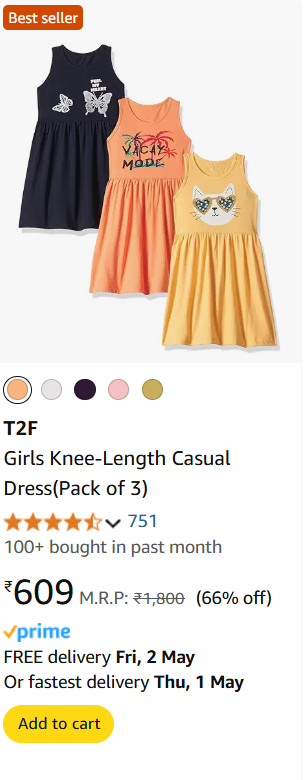 Best seller
FEEL
MY
HEART
VACAY
MODE
T2F
Girls Knee-Length Casual
Dress(Pack of 3)
751
100+ bought in past month
₹609 M.R.P: ₹1,800 (66% off)
prime
FREE delivery Fri, 2 May
Or fastest delivery Thu, 1 May
Add to cart